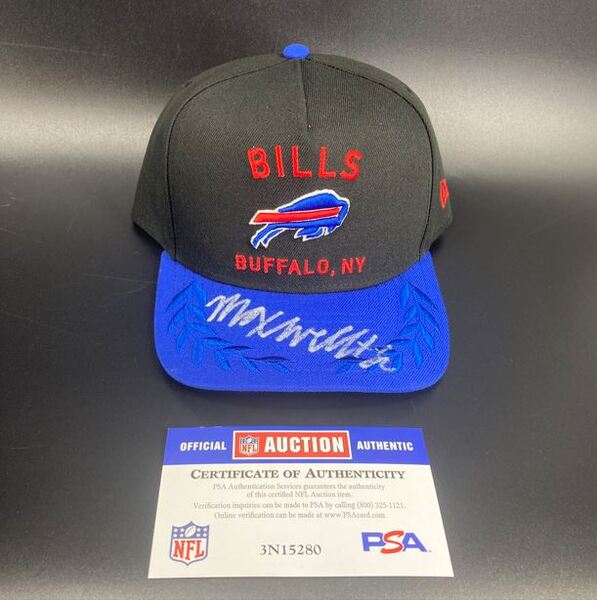 BILLS
BUFFALO, NY
OFFICIAL NFL AUCTION AUTHENTIC
CERTIFICATE OF AUTHENTICITY
PSA Authentication Services guarantees the authenticity
of this certified NFL Auction item.
Verification inquiries can be made to PSA by calling (800) 325-1121.
Online verification can be made at www.PSAcard.com.
NFL
3N15280
PSA